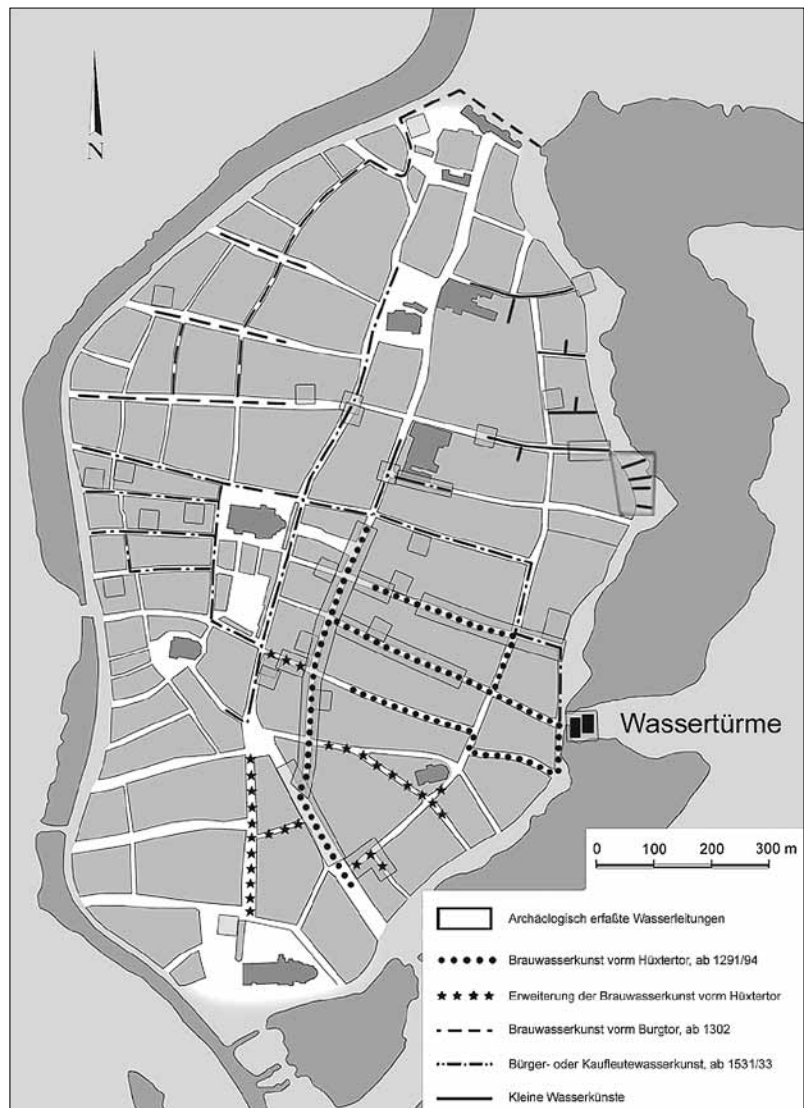 N
Wassertürme
0 100 200 300 m
Archäologisch erfaßte Wasserleitungen
Brauwasserkunst vorm Hüxtertor, ab 1291/94
Erweiterung der Brauwasserkunst vorm Hüxtertor
Brauwasserkunst vorm Burgtor, ab 1302
Bürger- oder Kaufleutewasserkunst, ab 1531/33
Kleine Wasserkünste